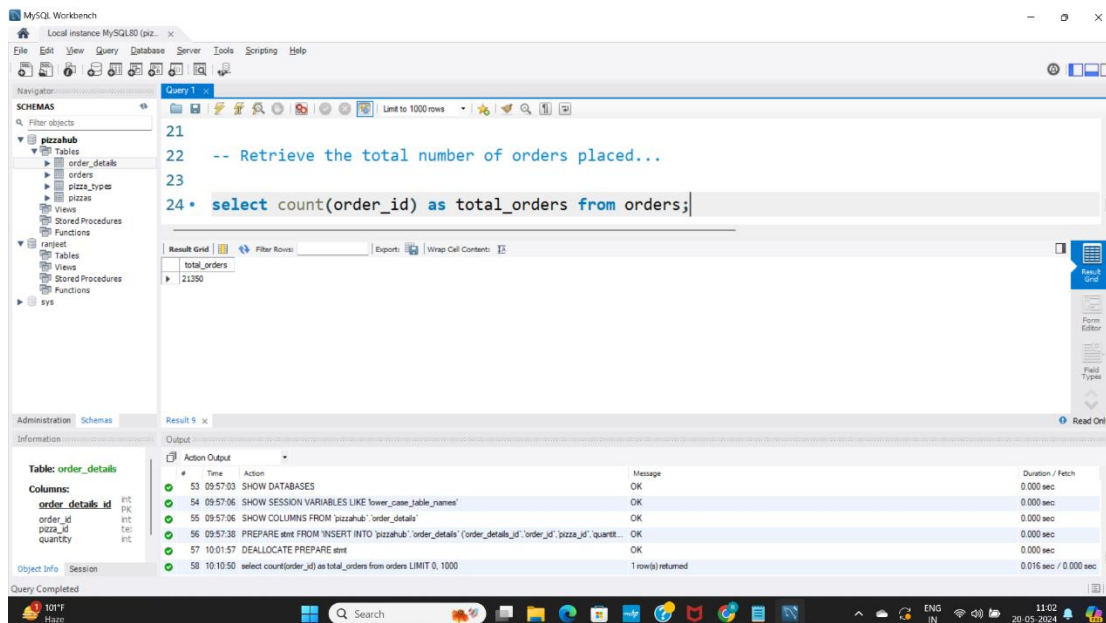 MySQL Workbench
Local instance MySQL80 (piz... ×
File Edit View Query Database Server Tools Scripting Help
Navigator
Query 1 ×
SCHEMAS
Limit to 1000 rows
Filter objects
pizzahub
Tables
order_details
orders
pizza_types
pizzas
Views
Stored Procedures
Functions
ranjeet
Tables
Views
Stored Procedures
Functions
sys
21
22 -- Retrieve the total number of orders placed...
23
24 • select count(order_id) as total_orders from orders;
Result Grid Filter Rows: Export: Wrap Cell Content:
total_orders
21350
Result Grid
Form Editor
Field Types
Administration Schemas
Result 9 ×
Read Onl
Information
Output
Action Output
# Time Action Message Duration / Fetch
53 09:57:03 SHOW DATABASES OK 0.000 sec
54 09:57:06 SHOW SESSION VARIABLES LIKE 'lower_case_table_names' OK 0.000 sec
55 09:57:06 SHOW COLUMNS FROM `pizzahub`.`order_details` OK 0.000 sec
56 09:57:38 PREPARE stmt FROM 'INSERT INTO `pizzahub`.`order_details` (`order_details_id`,`order_id`,`pizza_id`,`quantit... OK 0.000 sec
57 10:01:57 DEALLOCATE PREPARE stmt OK 0.000 sec
58 10:10:50 select count(order_id) as total_orders from orders LIMIT 0, 1000 1 row(s) returned 0.016 sec / 0.000 sec
Table: order_details
Columns:
order_details_id int PK
order_id int
pizza_id te:
quantity int
Object Info Session
Query Completed
101°F
Haze
Search
ENG
IN
11:02
20-05-2024